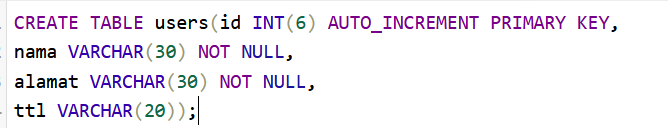 CREATE TABLE users(id INT(6) AUTO_INCREMENT PRIMARY KEY,
nama VARCHAR(30) NOT NULL,
alamat VARCHAR(30) NOT NULL,
ttl VARCHAR(20));